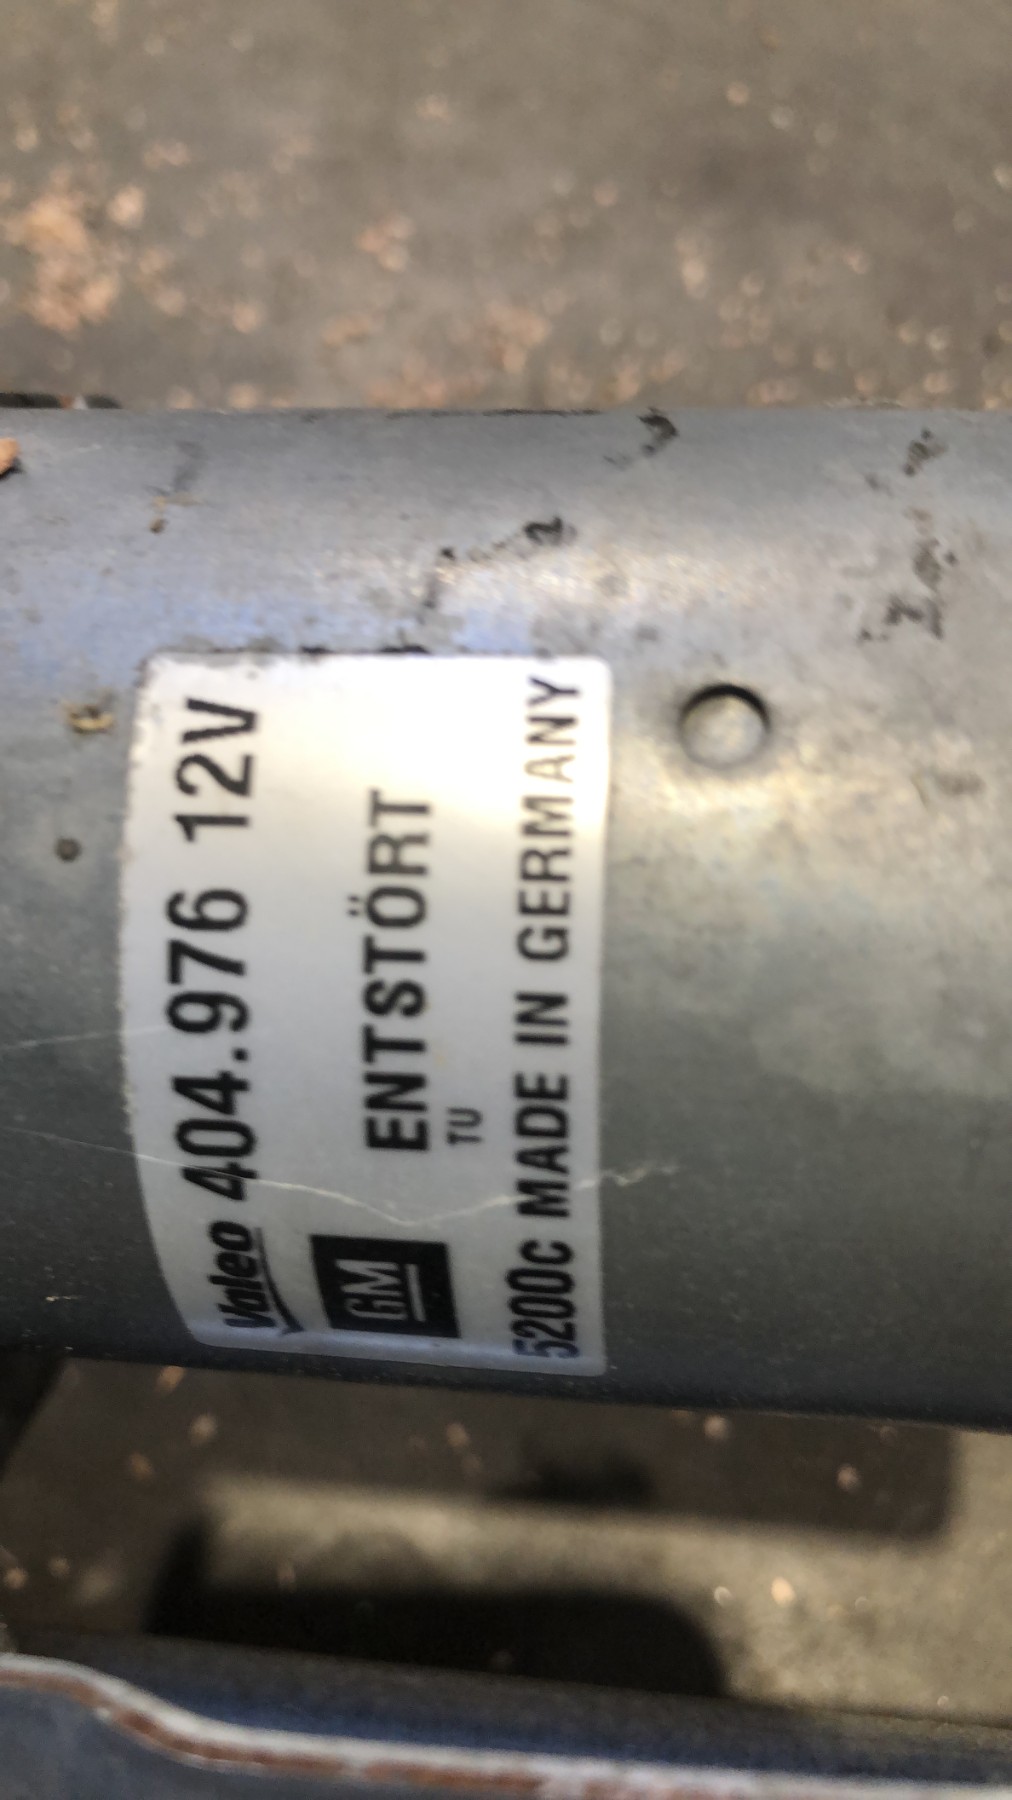 Valeo 404.976 12V
GM ENTSTÖRT
TU
5200C MADE IN GERMANY